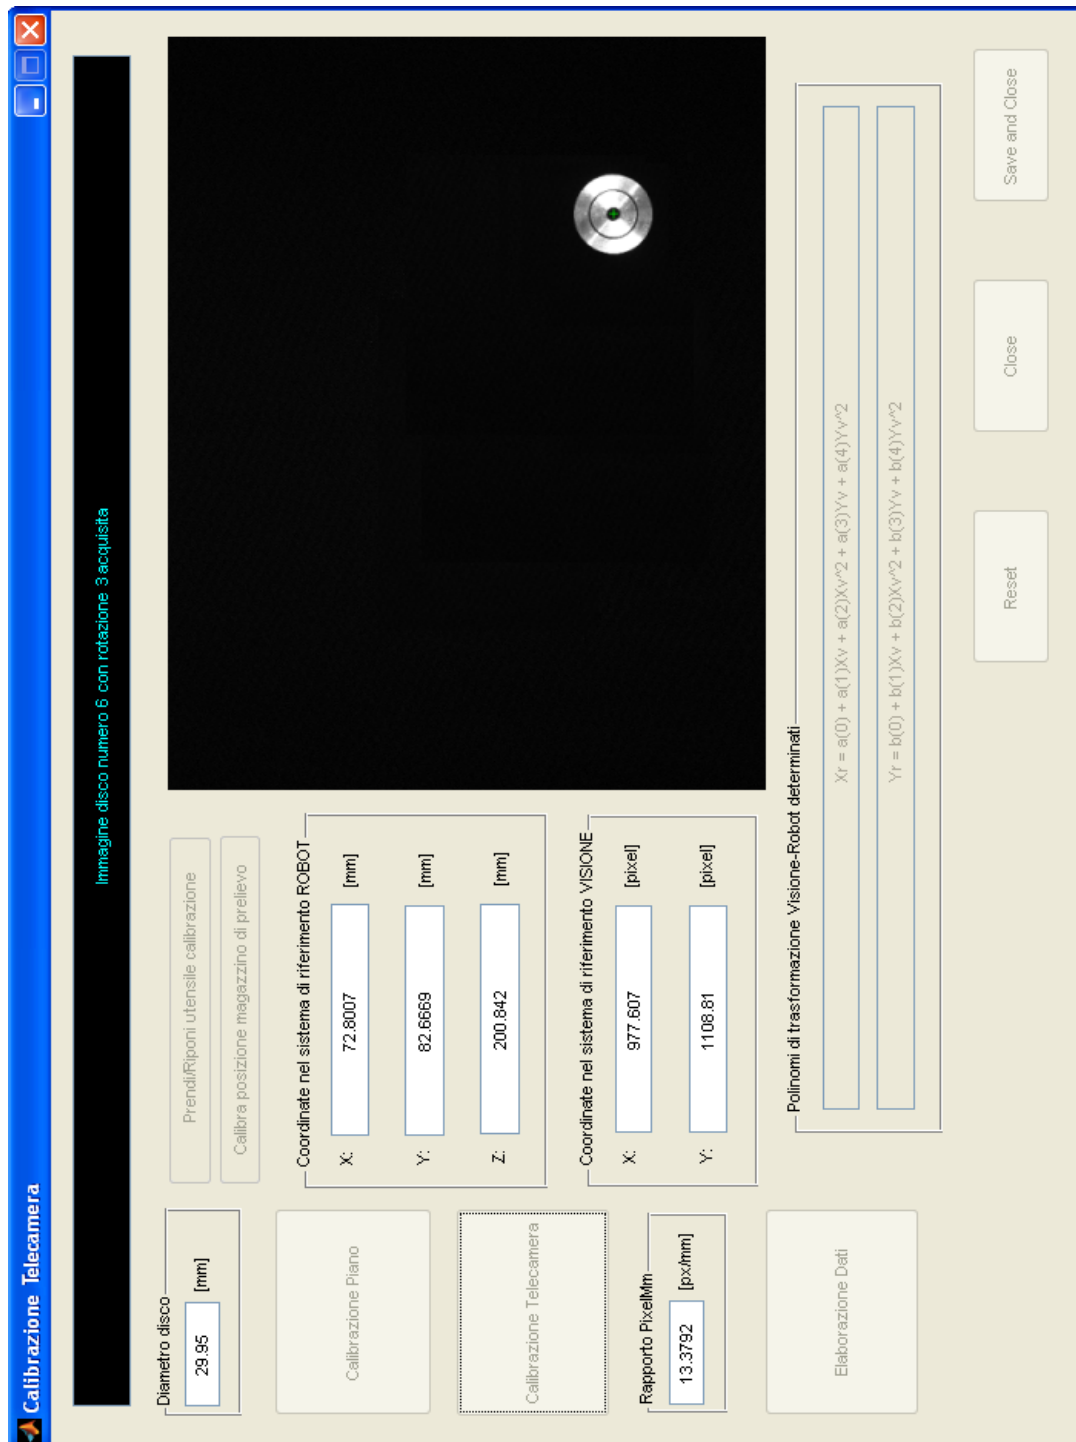 Calibrazione Telecamera
Immagine disco numero 6 con rotazione 3 acquisita
Diametro disco
29.95 [mm]
Prendi/Riponi utensile calibrazione
Calibra posizione magazzino di prelievo
Calibrazione Piano
Coordinate nel sistema di riferimento ROBOT
X: 72.8007 [mm]
Y: 82.6669 [mm]
Z: 200.842 [mm]
Calibrazione Telecamera
Coordinate nel sistema di riferimento VISIONE
X: 977.607 [pixel]
Y: 1108.81 [pixel]
Rapporto PixelMm
13.3792 [px/mm]
Elaborazione Dati
Polinomi di trasformazione Visione-Robot determinati
Xr = a(0) + a(1)Xv + a(2)Xv^2 + a(3)Yv + a(4)Yv^2
Yr = b(0) + b(1)Xv + b(2)Xv^2 + b(3)Yv + b(4)Yv^2
Reset
Close
Save and Close